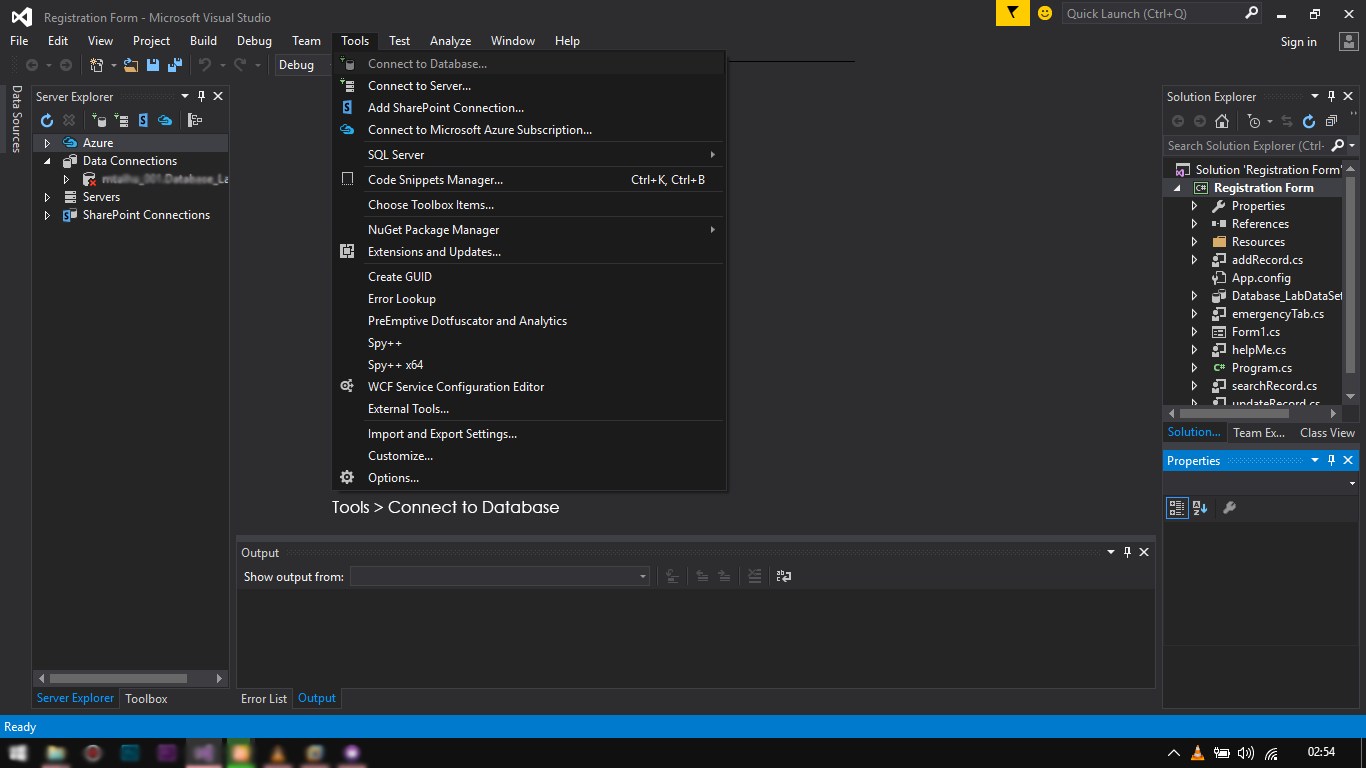 Registration Form - Microsoft Visual Studio
Quick Launch (Ctrl+Q)
File Edit View Project Build Debug Team Tools Test Analyze Window Help
Sign in
Debug
Data Sources
Server Explorer
Azure
Data Connections
Servers
SharePoint Connections
Server Explorer Toolbox
Connect to Database...
Connect to Server...
Add SharePoint Connection...
Connect to Microsoft Azure Subscription...
SQL Server
Code Snippets Manager... Ctrl+K, Ctrl+B
Choose Toolbox Items...
NuGet Package Manager
Extensions and Updates...
Create GUID
Error Lookup
PreEmptive Dotfuscator and Analytics
Spy++
Spy++ x64
WCF Service Configuration Editor
External Tools...
Import and Export Settings...
Customize...
Options...
Tools > Connect to Database
Output
Show output from:
Error List Output
Solution Explorer
Search Solution Explorer (Ctrl-
Solution 'Registration Form'
C# Registration Form
Properties
References
Resources
addRecord.cs
App.config
Database_LabDataSet
emergencyTab.cs
Form1.cs
helpMe.cs
C# Program.cs
searchRecord.cs
updateRecord.cs
Solution... Team Ex... Class View
Properties
Ready
02:54